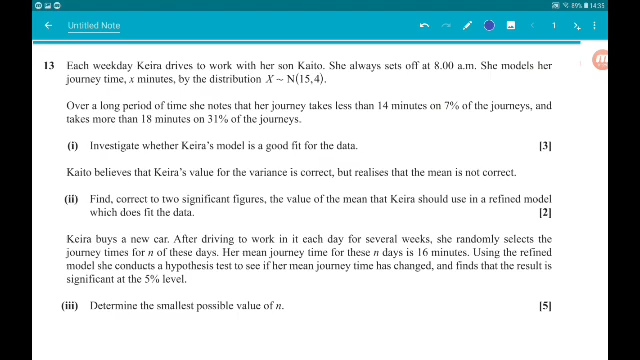 89% 14:35
Untitled Note
1
13 Each weekday Keira drives to work with her son Kaito. She always sets off at 8.00 a.m. She models her
journey time, x minutes, by the distribution X ~ N(15, 4).
Over a long period of time she notes that her journey takes less than 14 minutes on 7% of the journeys, and
takes more than 18 minutes on 31% of the journeys.
(i) Investigate whether Keira's model is a good fit for the data. [3]
Kaito believes that Keira's value for the variance is correct, but realises that the mean is not correct.
(ii) Find, correct to two significant figures, the value of the mean that Keira should use in a refined model
which does fit the data. [2]
Keira buys a new car. After driving to work in it each day for several weeks, she randomly selects the
journey times for n of these days. Her mean journey time for these n days is 16 minutes. Using the
refined model she conducts a hypothesis test to see if her mean journey time has changed, and finds that the result is
significant at the 5% level.
(iii) Determine the smallest possible value of n. [5]